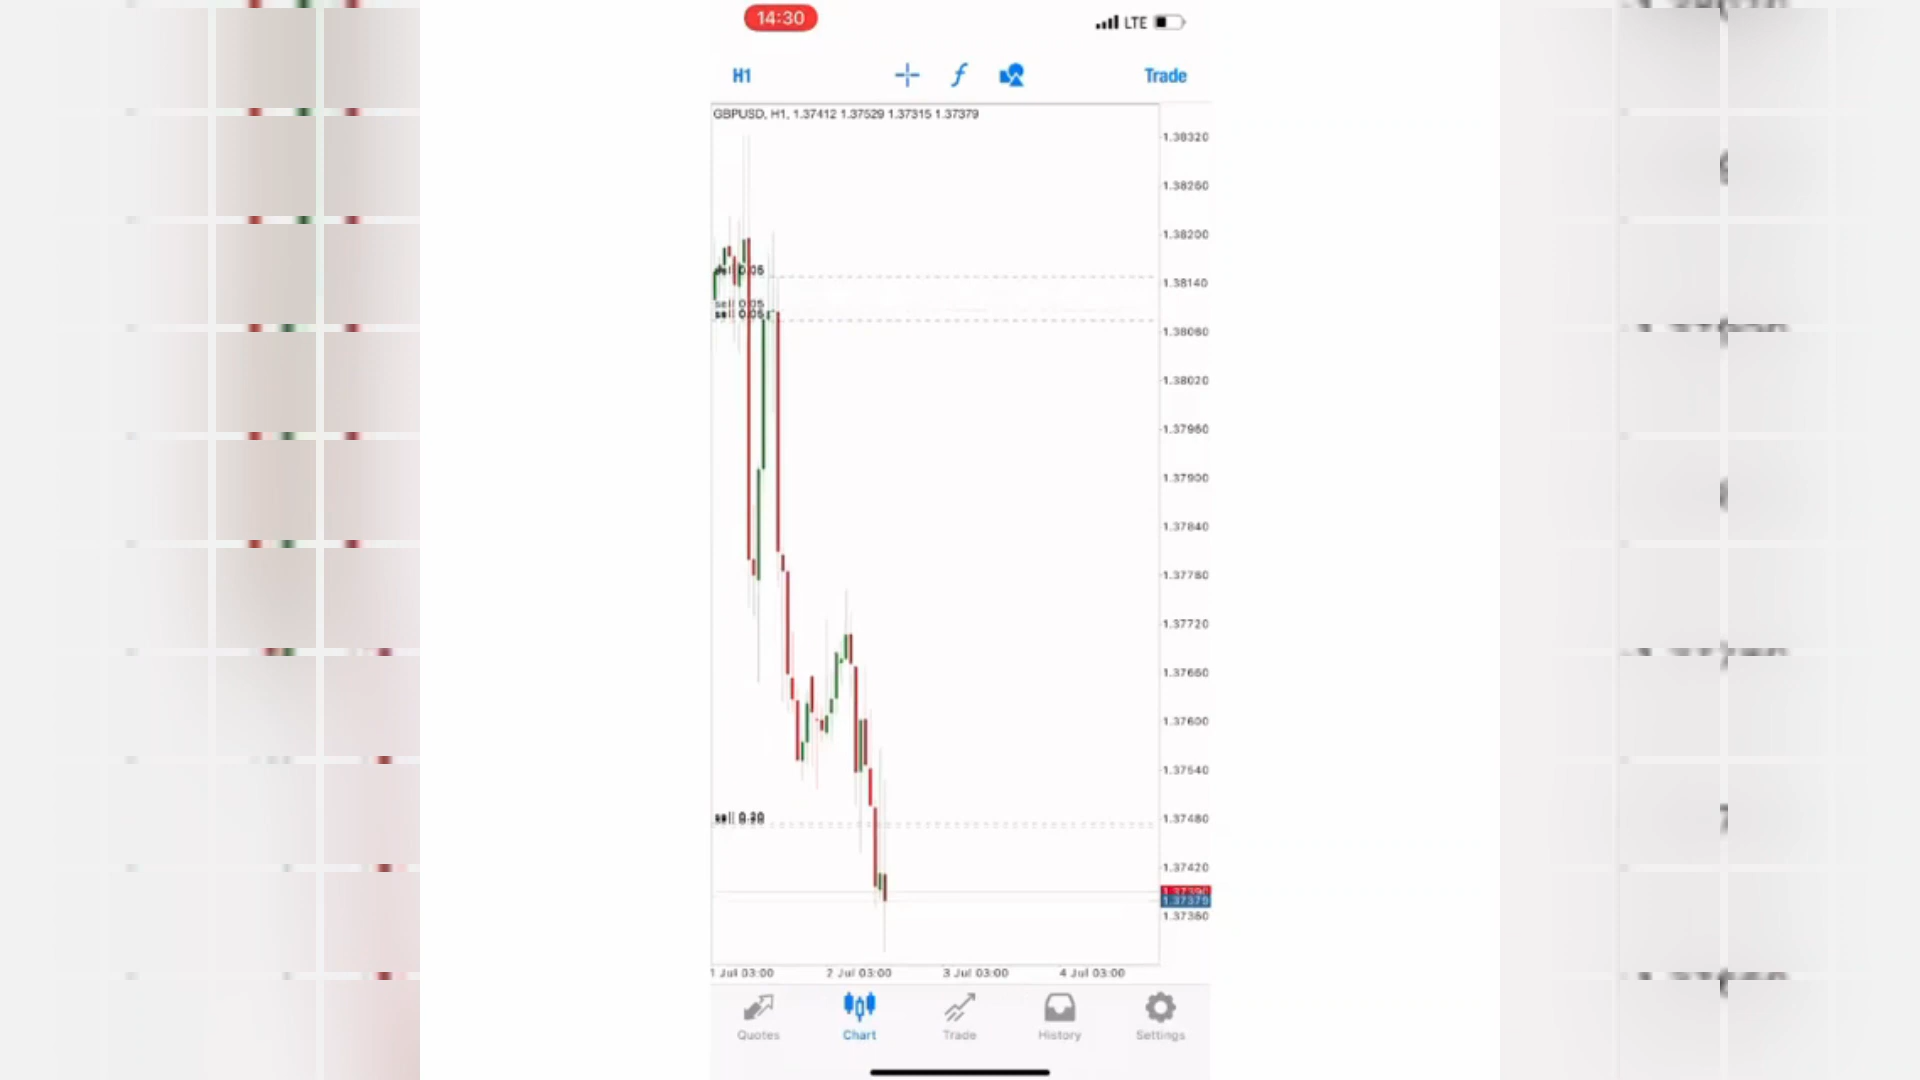 14:30
LTE
H1
Trade
GBPUSD, H1, 1.37412 1.37529 1.37315 1.37379
1.38320
1.38260
1.38200
sell 0.05
1.38140
sell 0.05
sell 0.05
1.38080
1.38020
1.37960
1.37900
1.37840
1.37780
1.37720
1.37660
1.37600
1.37540
sell 0.20
1.37480
1.37420
1.37390
1.37379
1.37360
1 Jul 03:00
2 Jul 03:00
3 Jul 03:00
4 Jul 03:00
Quotes
Chart
Trade
History
Settings